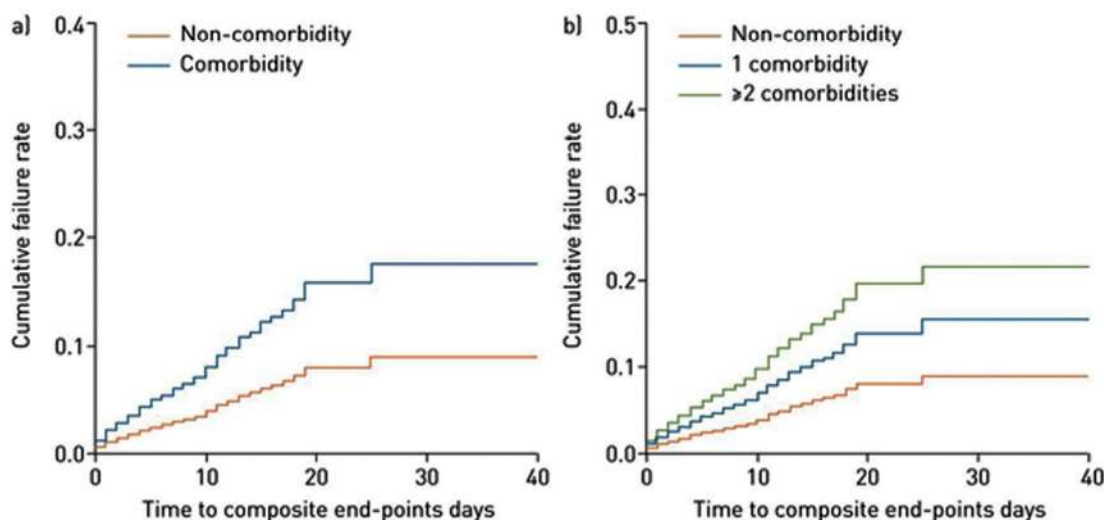 a)
0.4
0.3
0.2
0.1
0.0
Cumulative failure rate
Non-comorbidity
Comorbidity
0 10 20 30 40
Time to composite end-points days
b)
0.5
0.4
0.3
0.2
0.1
0.0
Cumulative failure rate
Non-comorbidity
1 comorbidity
⩾2 comorbidities
0 10 20 30 40
Time to composite end-points days